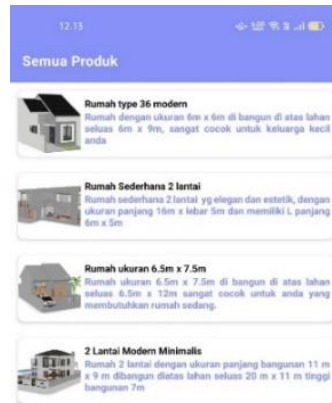 12.15
Semua Produk
Rumah type 36 modern
Rumah dengan ukuran 6m x 6m di bangun di atas lahan
seluas 6m x 9m, sangat cocok untuk keluarga kecil
anda
Rumah Sederhana 2 lantai
Rumah sederhana 2 lantai yg elegan dan estetik, dengan
ukuran panjang 16m x lebar 5m dan memiliki L panjang
6m x 5m
Rumah ukuran 6.5m x 7.5m
Rumah ukuran 6.5m x 7.5m di bangun di atas lahan
seluas 6.5m x 12m sangat cocok untuk anda yang
membutuhkan rumah sedang.
2 Lantai Modern Minimalis
Rumah 2 lantai dengan ukuran panjang bangunan 11 m
x 9 m dibangun diatas lahan seluas 20 m x 11 m tinggi
bangunan 7m